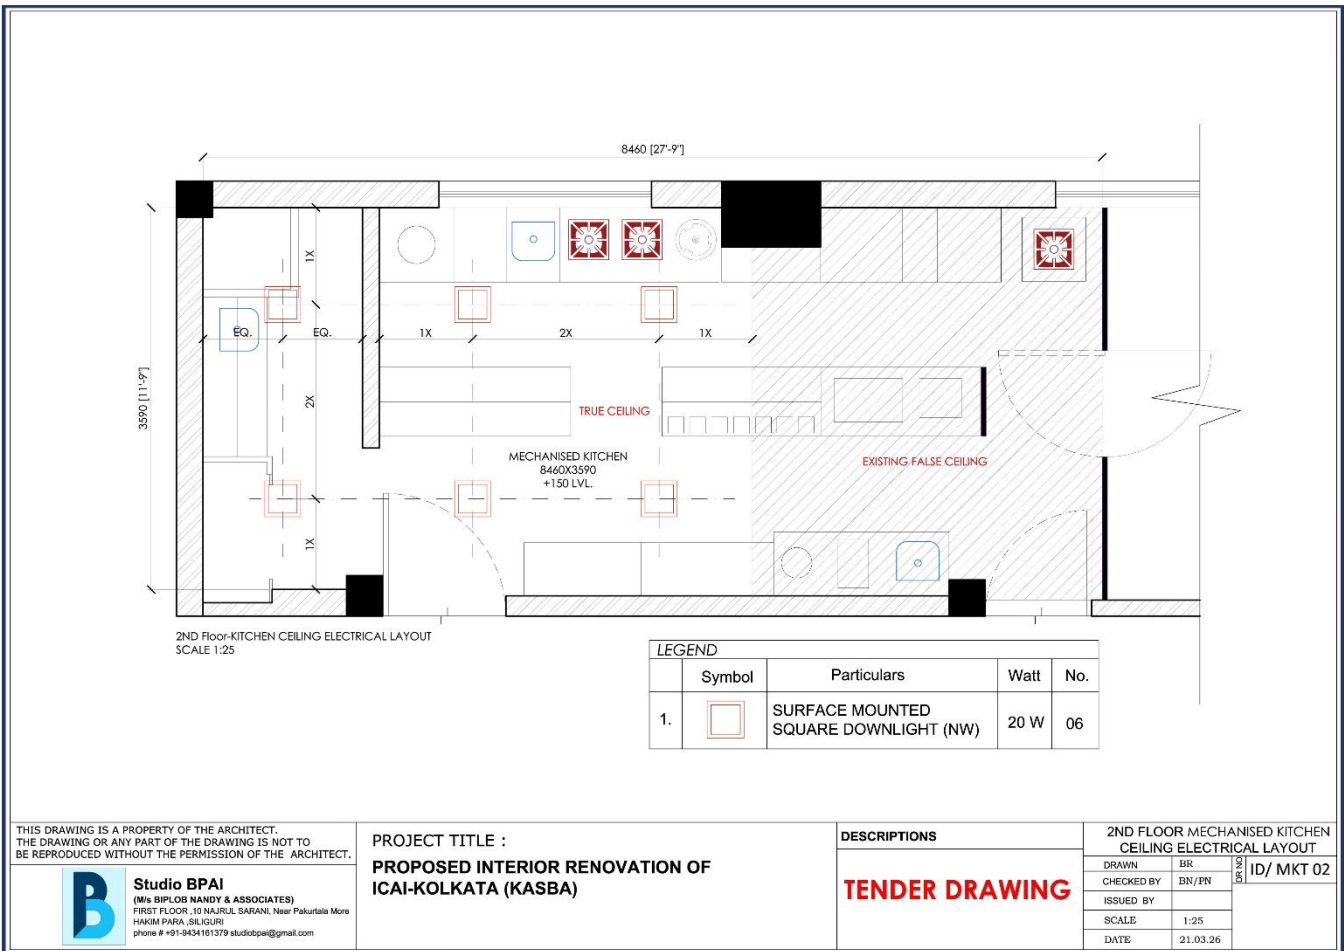 8460 [27'-9"]
3590 [11'-9"]
1X
EQ.
EQ.
1X
2X
1X
2X
TRUE CEILING
MECHANISED KITCHEN
8460X3590
+150 LVL.
EXISTING FALSE CEILING
1X
2ND Floor-KITCHEN CEILING ELECTRICAL LAYOUT
SCALE 1:25
LEGEND
Symbol Particulars Watt No.
1. SURFACE MOUNTED
SQUARE DOWNLIGHT (NW) 20 W 06
THIS DRAWING IS A PROPERTY OF THE ARCHITECT.
THE DRAWING OR ANY PART OF THE DRAWING IS NOT TO
BE REPRODUCED WITHOUT THE PERMISSION OF THE ARCHITECT.
Studio BPAI
(M/s BIPLOB NANDY & ASSOCIATES)
FIRST FLOOR ,10 NAJRUL SARANI, Near Pakurtala More
HAKIM PARA ,SILIGURI
phone # +91-9434161379 studiobpai@gmail.com
PROJECT TITLE :
PROPOSED INTERIOR RENOVATION OF
ICAI-KOLKATA (KASBA)
DESCRIPTIONS
TENDER DRAWING
2ND FLOOR MECHANISED KITCHEN
CEILING ELECTRICAL LAYOUT
DRAWN BR DR NO ID/ MKT 02
CHECKED BY BN/PN
ISSUED BY
SCALE 1:25
DATE 21.03.26